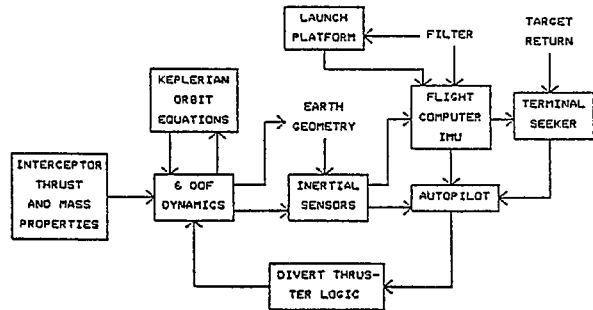 LAUNCH
PLATFORM
FILTER
TARGET
RETURN
KEPLERIAN
ORBIT
EQUATIONS
EARTH
GEOMETRY
FLIGHT
COMPUTER
IMU
TERMINAL
SEEKER
INTERCEPTOR
THRUST
AND MASS
PROPERTIES
6 DOF
DYNAMICS
INERTIAL
SENSORS
AUTOPILOT
DIVERT THRUS-
TER LOGIC